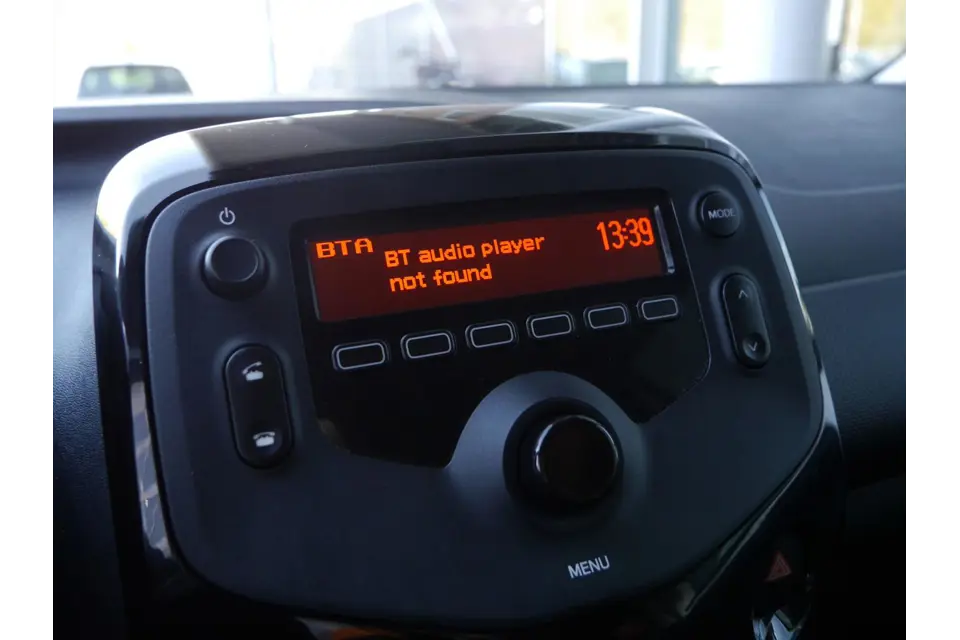 BTA
BT audio player
not found
13:39
MODE
MENU